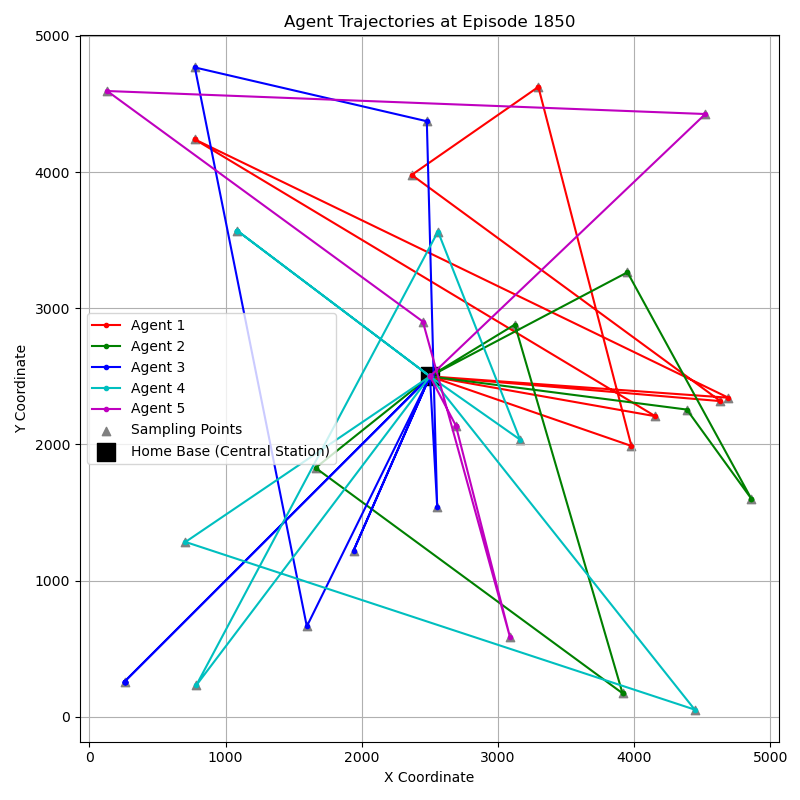 Agent Trajectories at Episode 1850
Y Coordinate
5000
4000
3000
2000
1000
0
Agent 1
Agent 2
Agent 3
Agent 4
Agent 5
Sampling Points
Home Base (Central Station)
0 1000 2000 3000 4000 5000
X Coordinate